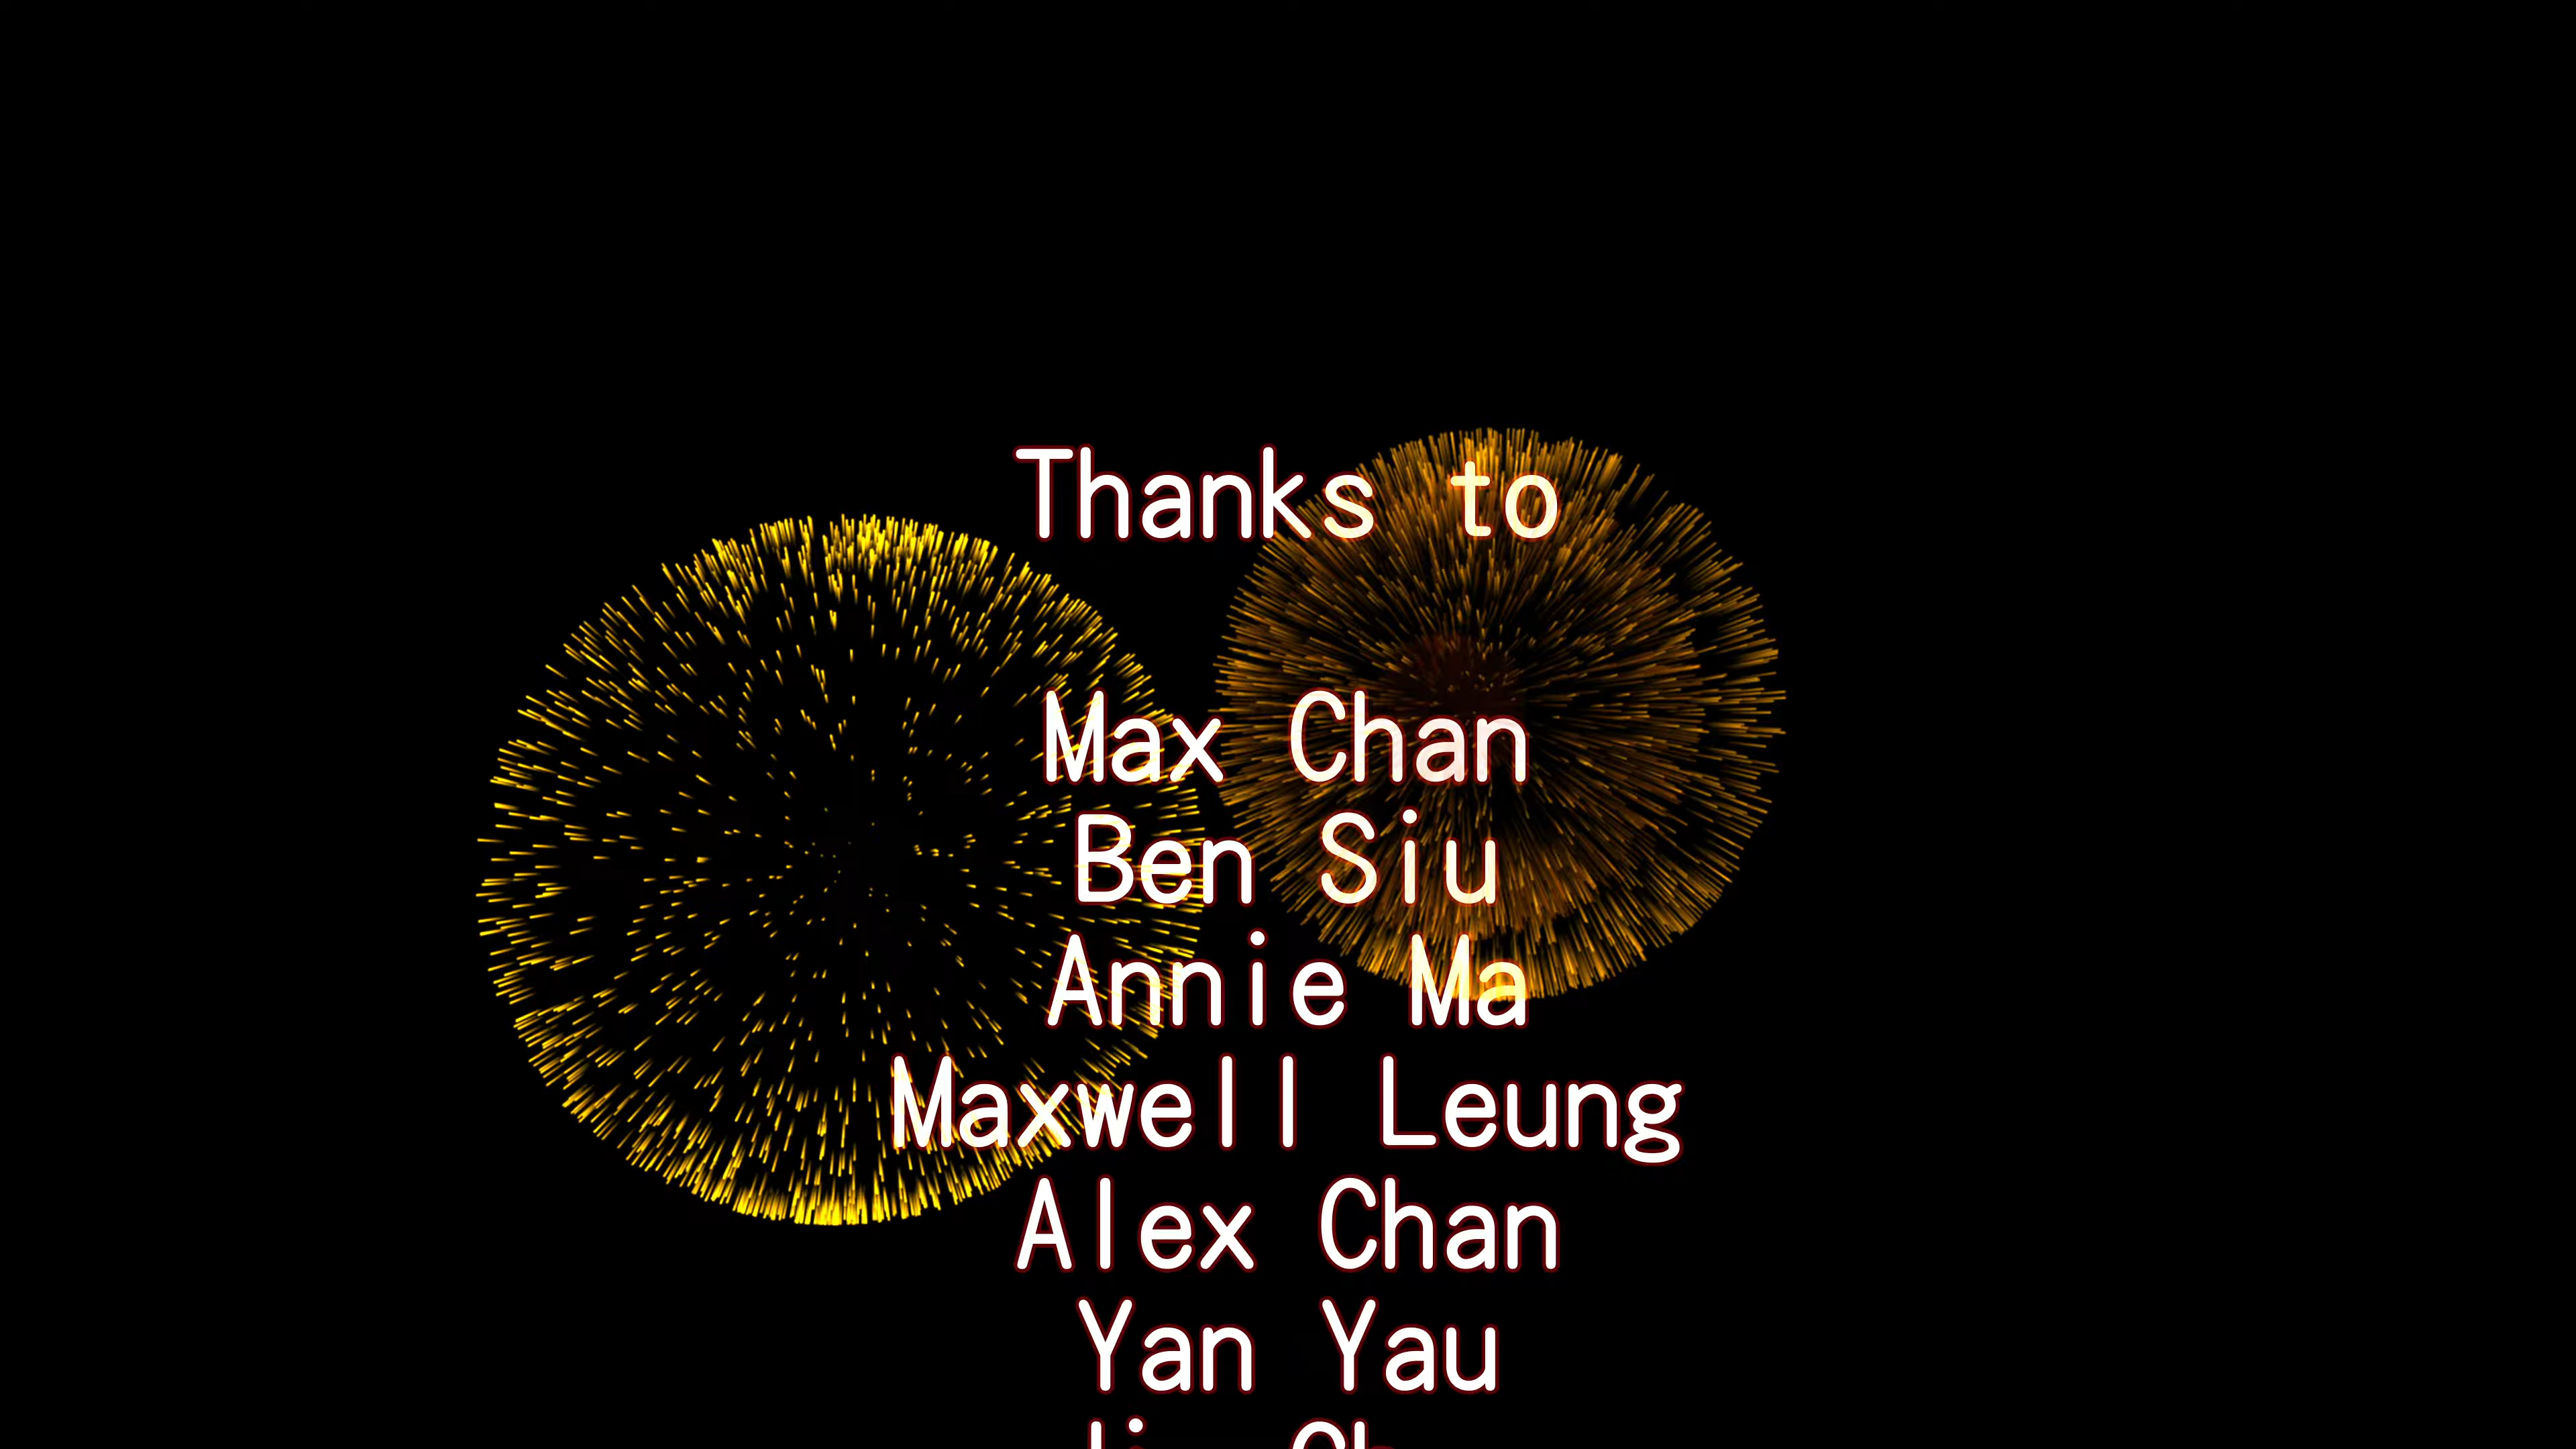 Thanks to
Max Chan
Ben Siu
Annie Ma
Maxwell Leung
Alex Chan
Yan Yau